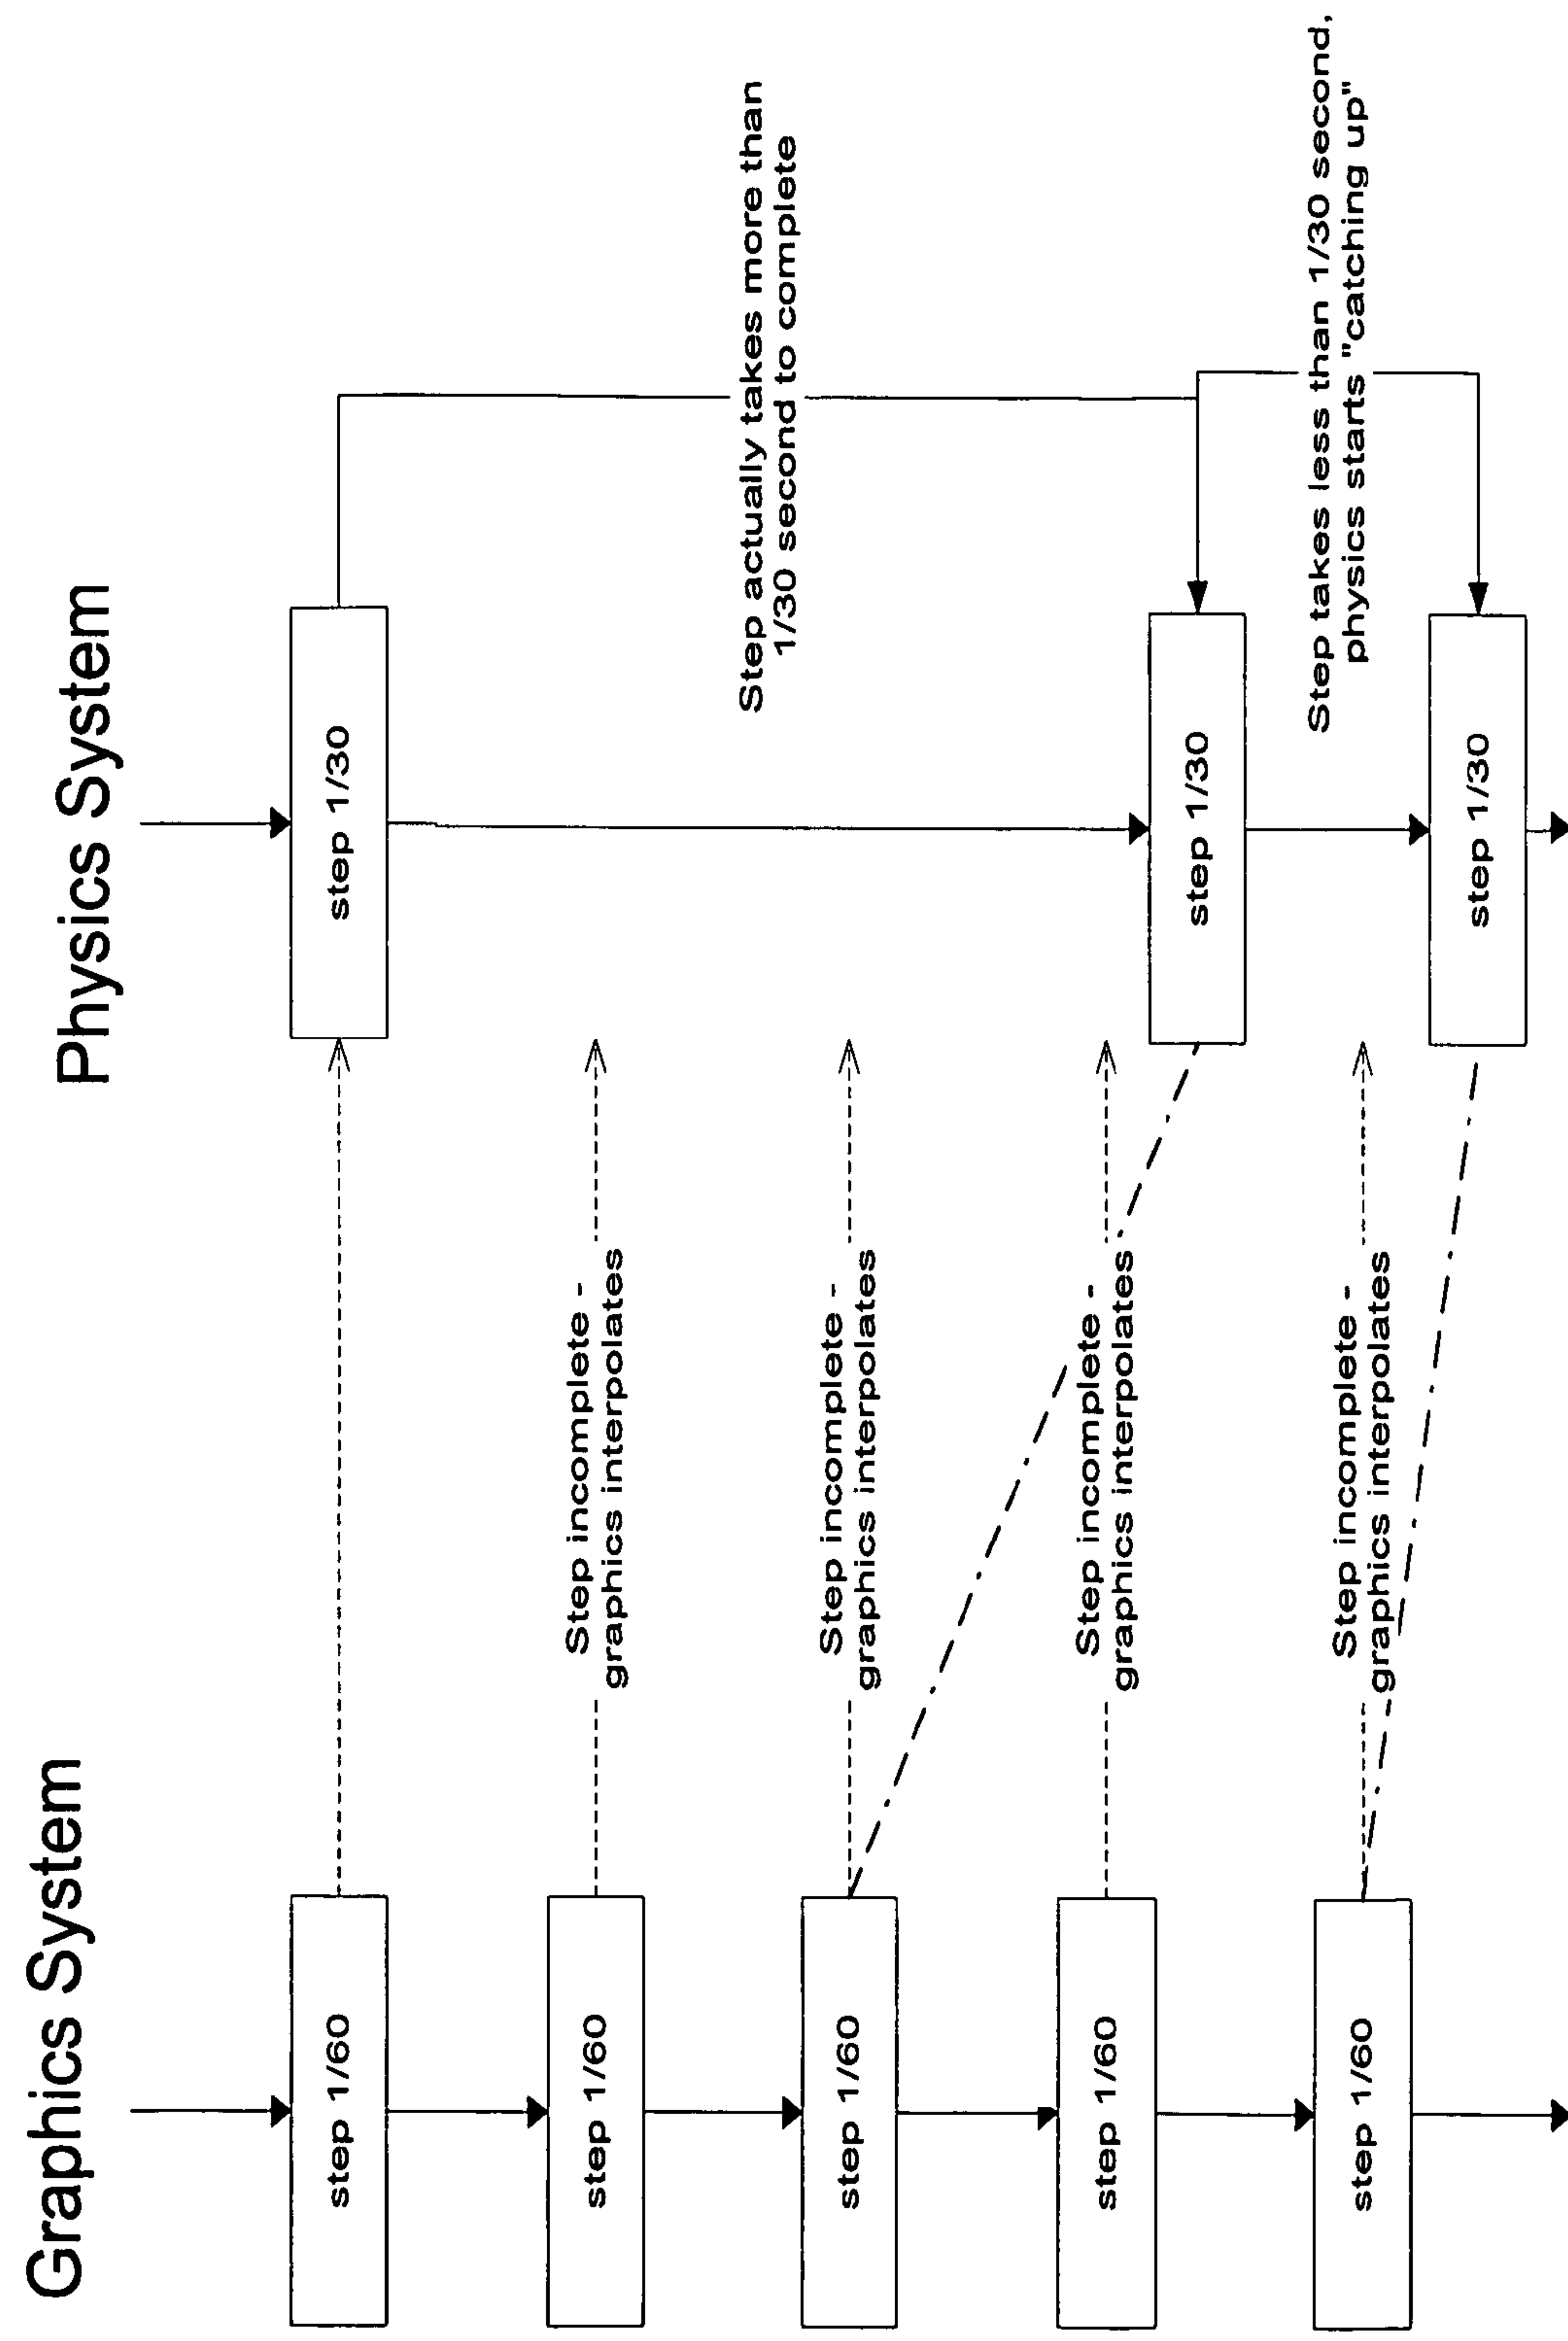 Graphics System
Physics System
step 1/60
step 1/30
step 1/60
Step incomplete -
graphics interpolates
step 1/60
Step incomplete -
graphics interpolates
Step actually takes more than
1/30 second to complete
step 1/60
Step incomplete -
graphics interpolates
step 1/30
step 1/60
Step incomplete -
graphics interpolates
Step takes less than 1/30 second,
physics starts "catching up"
step 1/30